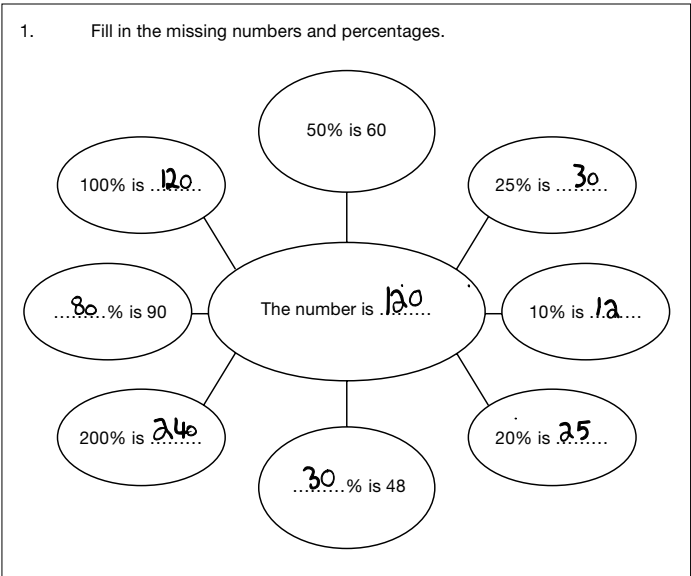 1. Fill in the missing numbers and percentages.
50% is 60
100% is 120
25% is 30
80% is 90
The number is 120
10% is 12
200% is 240
20% is 25
30% is 48